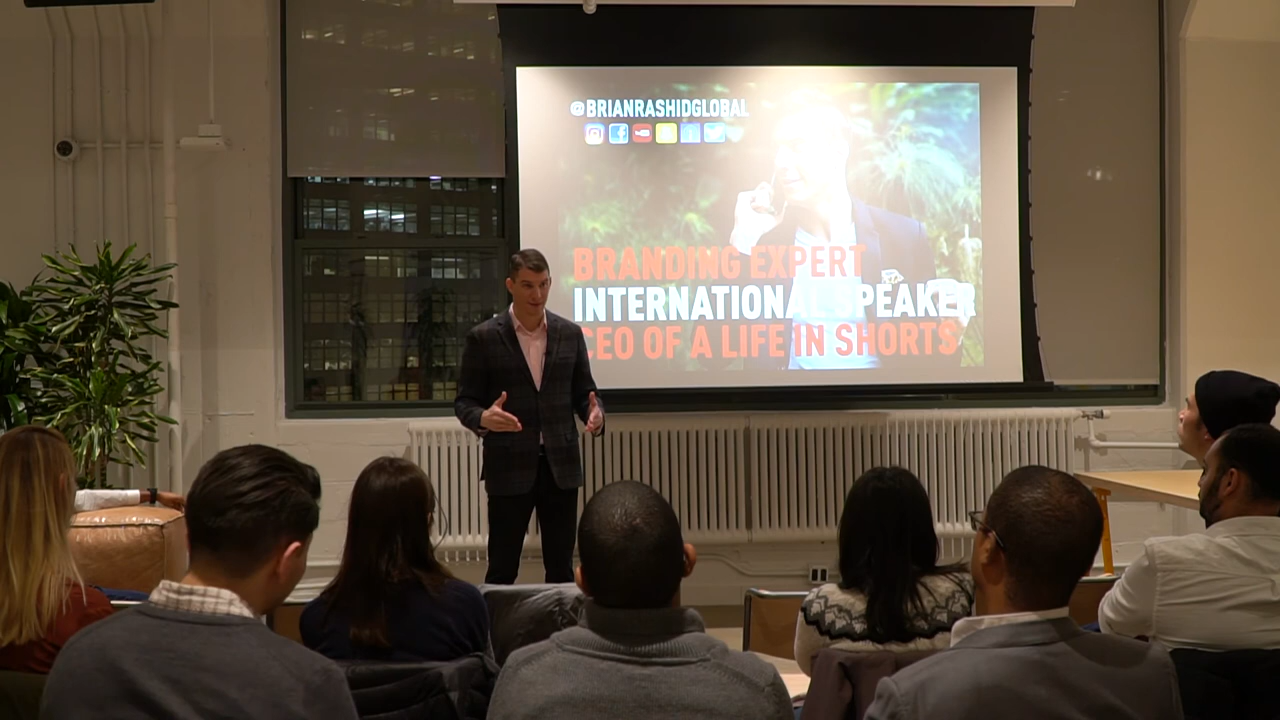 @BRIANRASHIDGLOBAL
BRANDING EXPERT
INTERNATIONAL SPEAKER
CEO OF A LIFE IN SHORTS